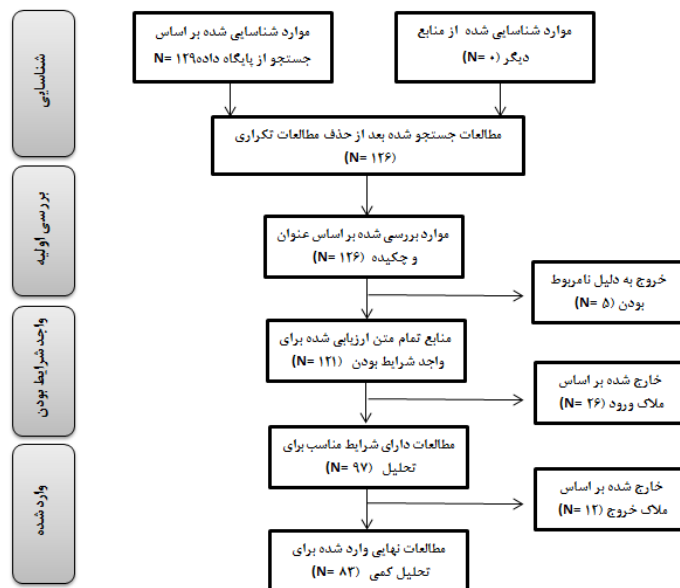 شناسایی
موارد شناسایی شده بر اساس
جستجو از پایگاه داده N= ۱۲۹
موارد شناسایی شده از منابع
دیگر (N= ۰)
مطالعات جستجو شده بعد از حذف مطالعات تکراری
(N= ۱۲۶)
بررسی اولیه
موارد بررسی شده بر اساس عنوان
و چکیده (N= ۱۲۶)
خروج به دلیل نامربوط
بودن (N= ۵)
واجد شرایط بودن
منابع تمام متن ارزیابی شده برای
واجد شرایط بودن (N= ۱۲۱)
خارج شده بر اساس
ملاک ورود (N= ۲۶)
وارد شده
مطالعات دارای شرایط مناسب برای
تحلیل (N= ۹۷)
خارج شده بر اساس
ملاک خروج (N= ۱۲)
مطالعات نهایی وارد شده برای
تحلیل کمی (N= ۸۳)